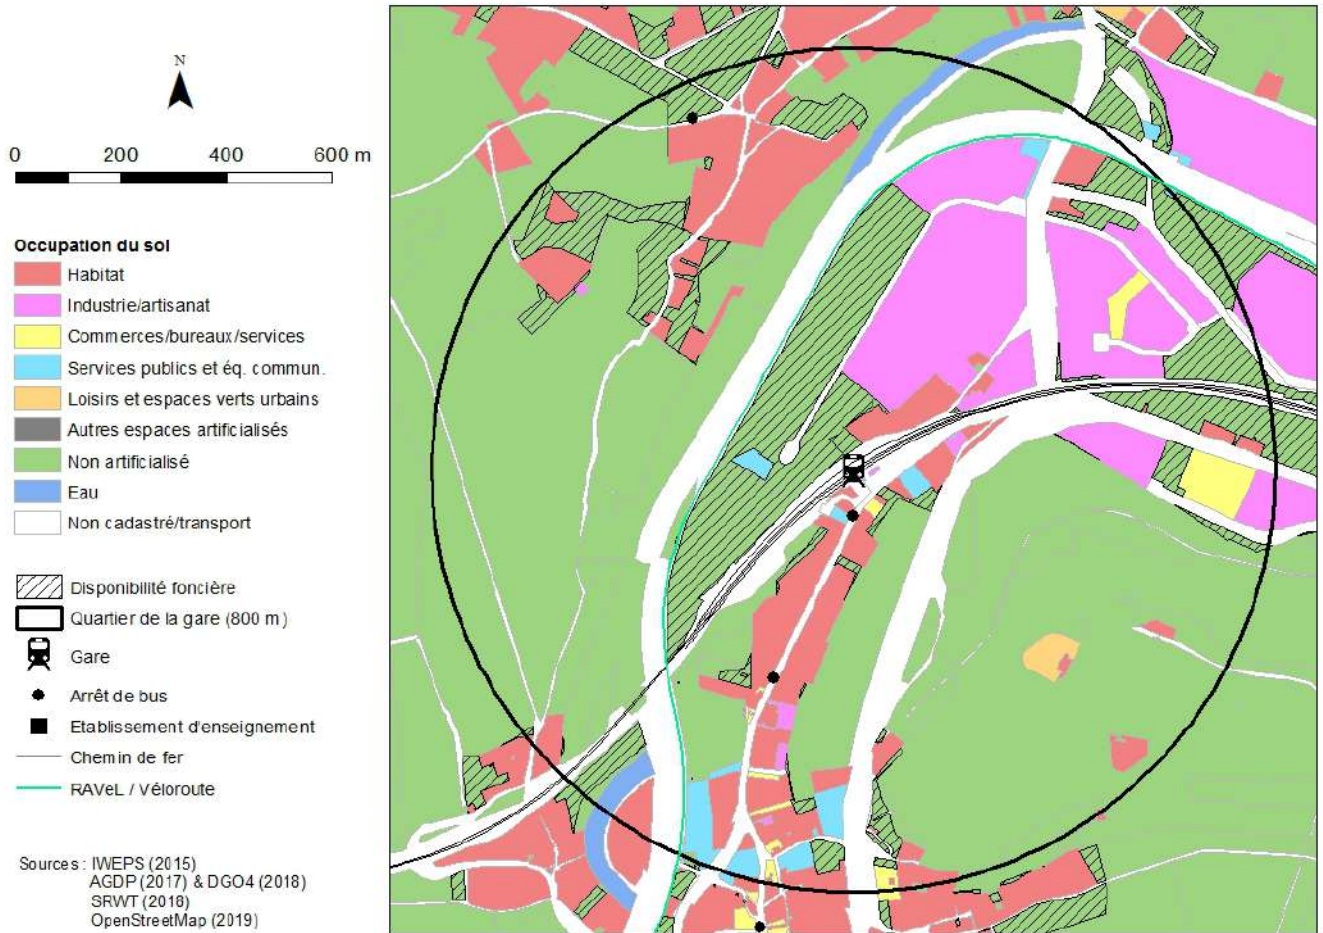 N
0 200 400 600 m
Occupation du sol
Habitat
Industrie/artisanat
Commerces/bureaux/services
Services publics et éq. commun.
Loisirs et espaces verts urbains
Autres espaces artificialisés
Non artificialisé
Eau
Non cadastré/transport
Disponibilité foncière
Quartier de la gare (800 m)
Gare
Arrêt de bus
Etablissement d'enseignement
Chemin de fer
RAVeL / Véloroute
Sources : IWEPS (2015)
AGDP (2017) & DGO4 (2018)
SRWT (2018)
OpenStreetMap (2019)